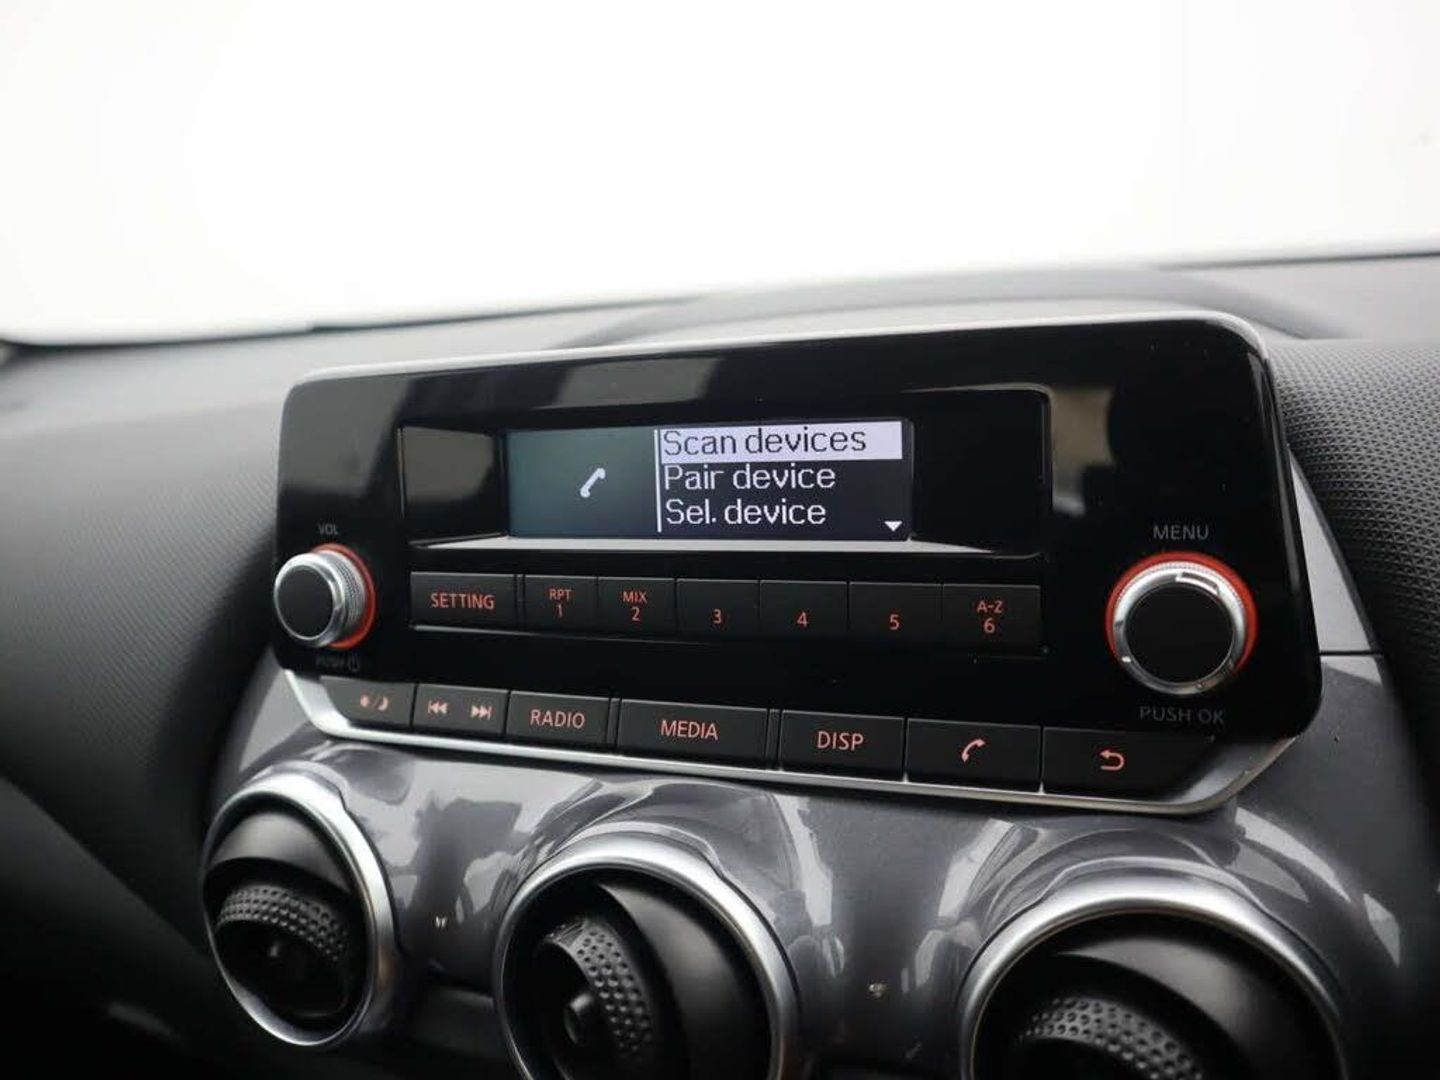 Scan devices
Pair device
Sel. device
VOL
MENU
SETTING
RPT
1
MIX
2
3
4
5
A-Z
6
PUSH
PUSH OK
RADIO
MEDIA
DISP